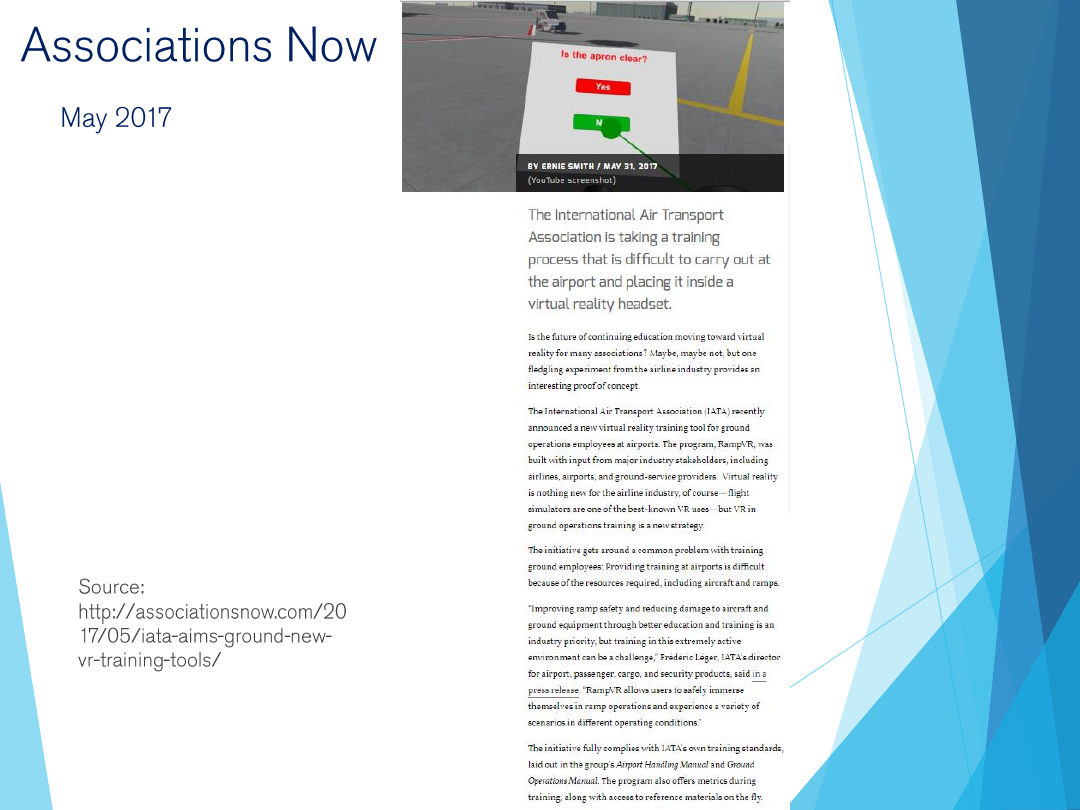 Associations Now
May 2017
Is the apron clear?
Yes
N
BY ERNIE SMITH / MAY 31, 2017
(YouTube screenshot)
The International Air Transport
Association is taking a training
process that is difficult to carry out at
the airport and placing it inside a
virtual reality headset.
Is the future of continuing education moving toward virtual
reality for many associations? Maybe, maybe not, but one
fledgling experiment from the airline industry provides an
interesting proof of concept.
The International Air Transport Association (IATA) recently
announced a new virtual reality training tool for ground
operations employees at airports. The program, RampVR, was
built with input from major industry stakeholders, including
airlines, airports, and ground-service providers. Virtual reality
is nothing new for the airline industry, of course—flight
simulators are one of the best-known VR uses—but VR in
ground operations training is a new strategy.
The initiative gets around a common problem with training
ground employees: Providing training at airports is difficult
because of the resources required, including aircraft and ramps.
"Improving ramp safety and reducing damage to aircraft and
ground equipment through better education and training is an
industry priority, but training in this extremely active
environment can be a challenge," Frédéric Léger, IATA's director
for airport, passenger, cargo, and security products, said in a
press release. "RampVR allows users to safely immerse
themselves in ramp operations and experience a variety of
scenarios in different operating conditions."
The initiative fully complies with IATA's own training standards,
laid out in the group's Airport Handling Manual and Ground
Operations Manual. The program also offers metrics during
training, along with access to reference materials on the fly.
Source:
http://associationsnow.com/20
17/05/iata-aims-ground-new-
vr-training-tools/